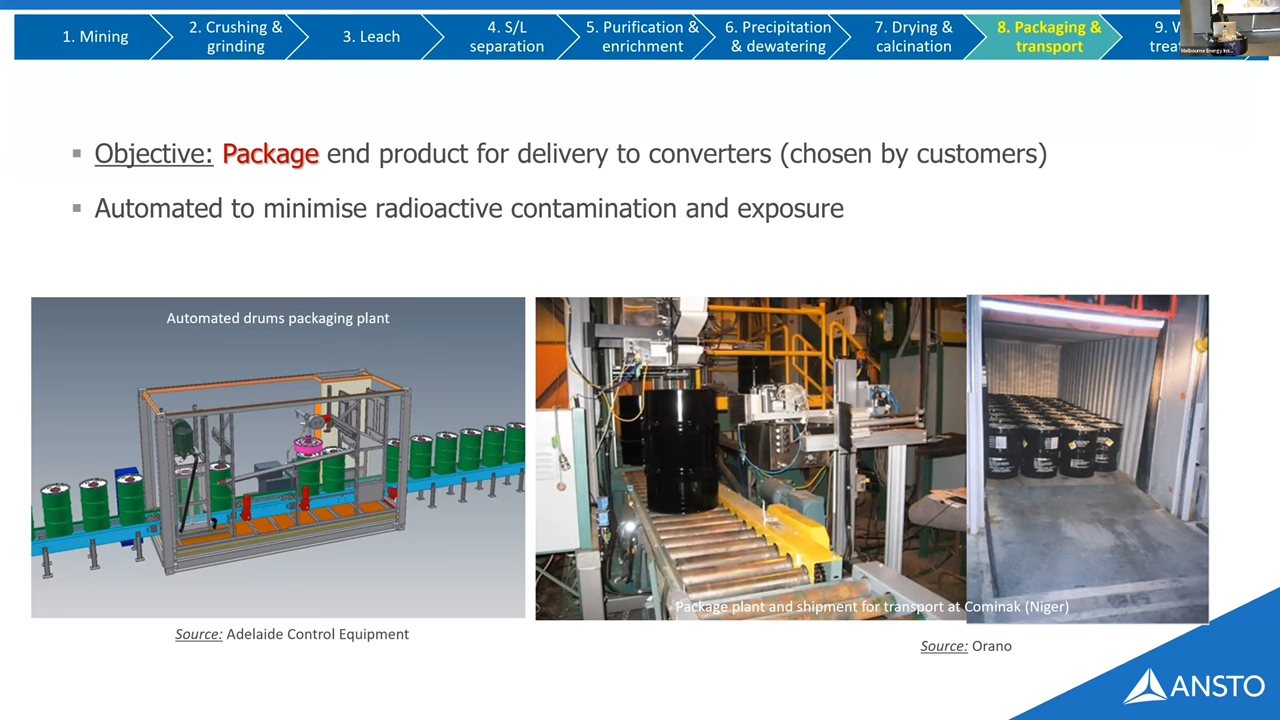 1. Mining
2. Crushing &
grinding
3. Leach
4. S/L
separation
5. Purification &
enrichment
6. Precipitation
& dewatering
7. Drying &
calcination
8. Packaging &
transport
9.
Melbourne Energy Ins...
Objective: Package end product for delivery to converters (chosen by customers)
Automated to minimise radioactive contamination and exposure
Automated drums packaging plant
Package plant and shipment for transport at Cominak (Niger)
Source: Adelaide Control Equipment
Source: Orano
ANSTO